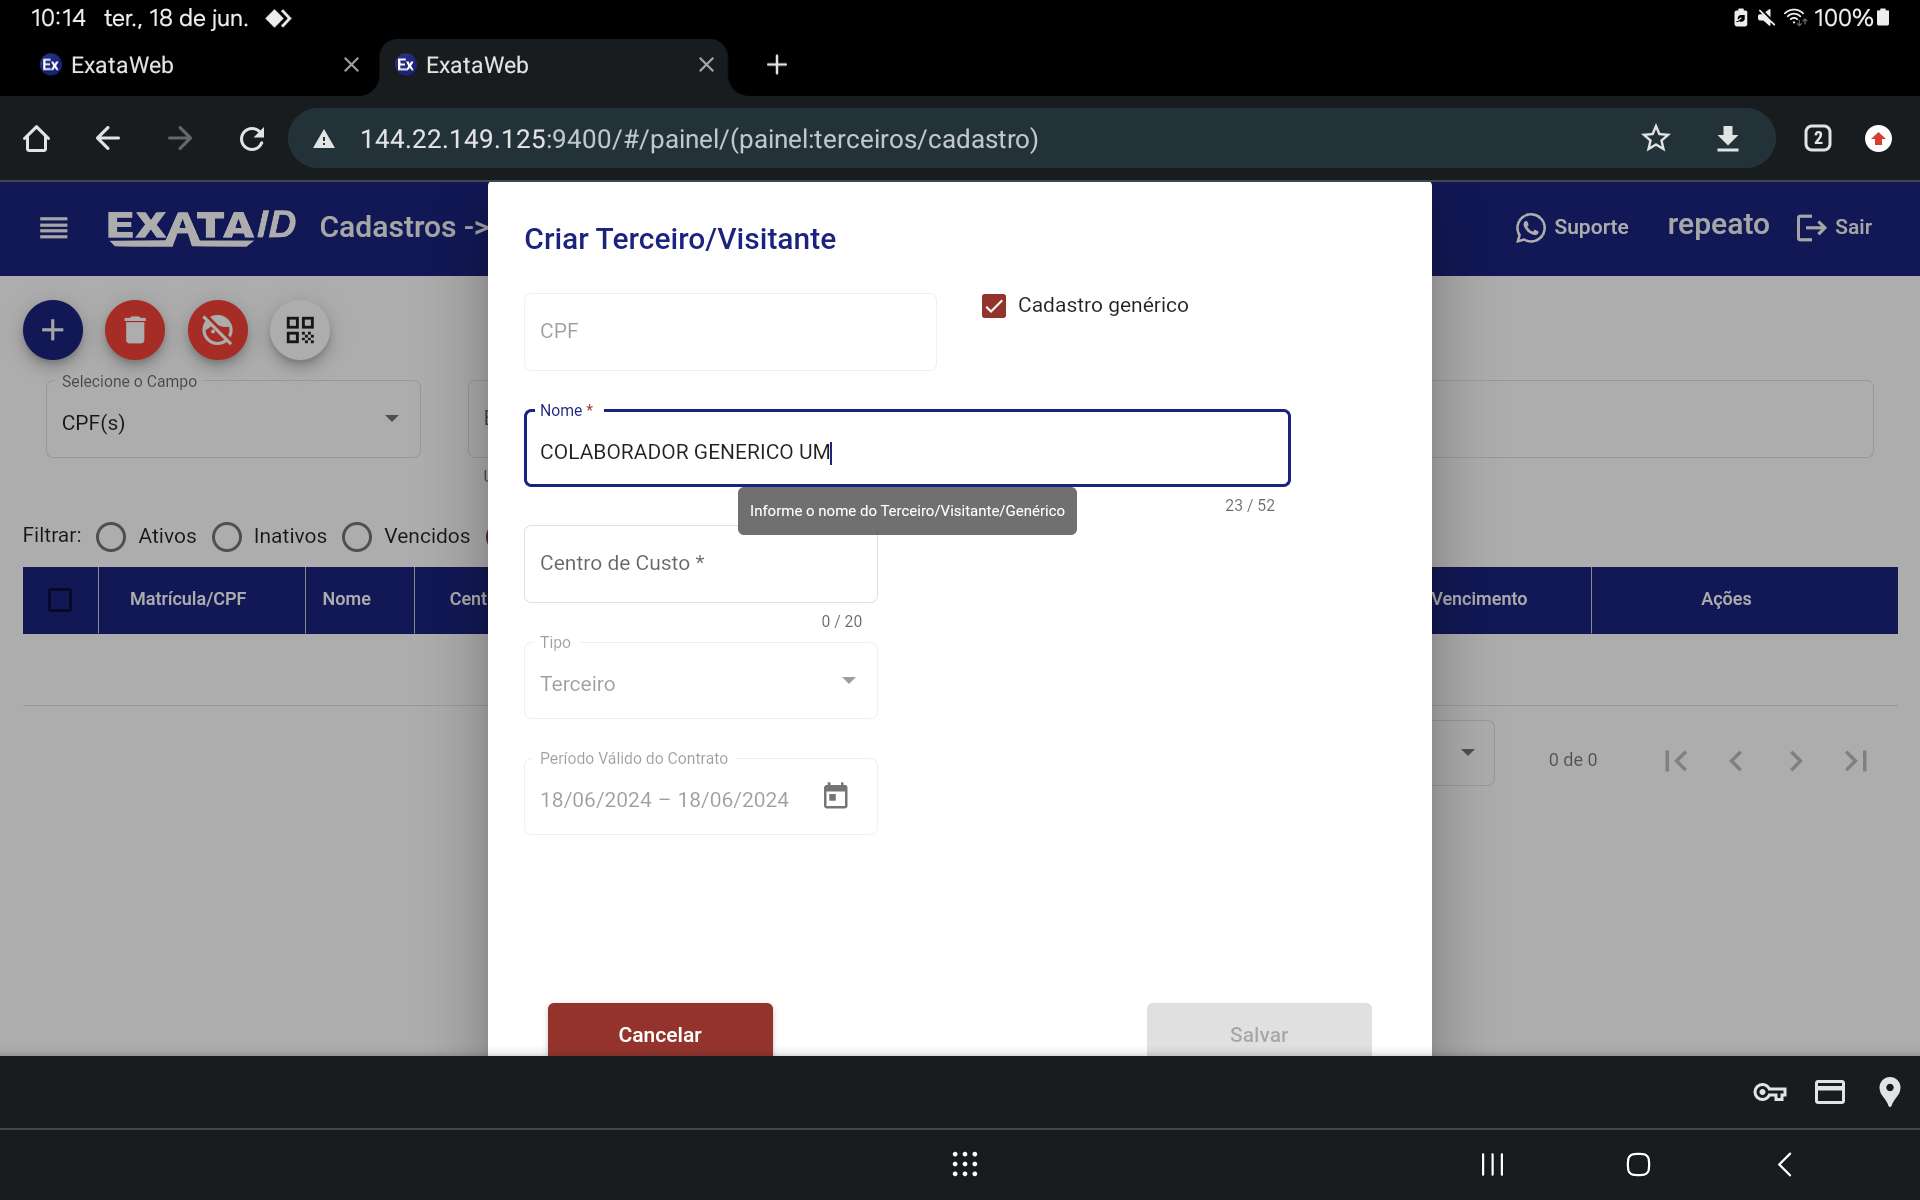 10:14 ter., 18 de jun. 100%
Ex ExataWeb Ex ExataWeb
144.22.149.125:9400/#/painel/(painel:terceiros/cadastro) 2
EXATAID Cadastros -> Suporte repeato Sair
Criar Terceiro/Visitante
CPF
Cadastro genérico
Selecione o Campo
CPF(s)
Nome *
COLABORADOR GENERICO UM
23 / 52
Informe o nome do Terceiro/Visitante/Genérico
Filtrar: Ativos Inativos Vencidos
Centro de Custo *
0 / 20
Matrícula/CPF Nome Cent Vencimento Ações
Tipo
Terceiro
Período Válido do Contrato
18/06/2024 – 18/06/2024
0 de 0
Cancelar Salvar